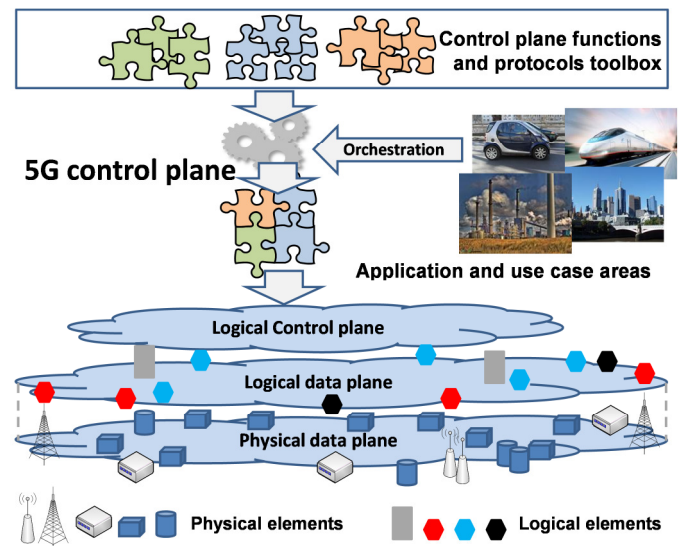 Control plane functions
and protocols toolbox
Orchestration
5G control plane
Application and use case areas
Logical Control plane
Logical data plane
Physical data plane
Physical elements
Logical elements